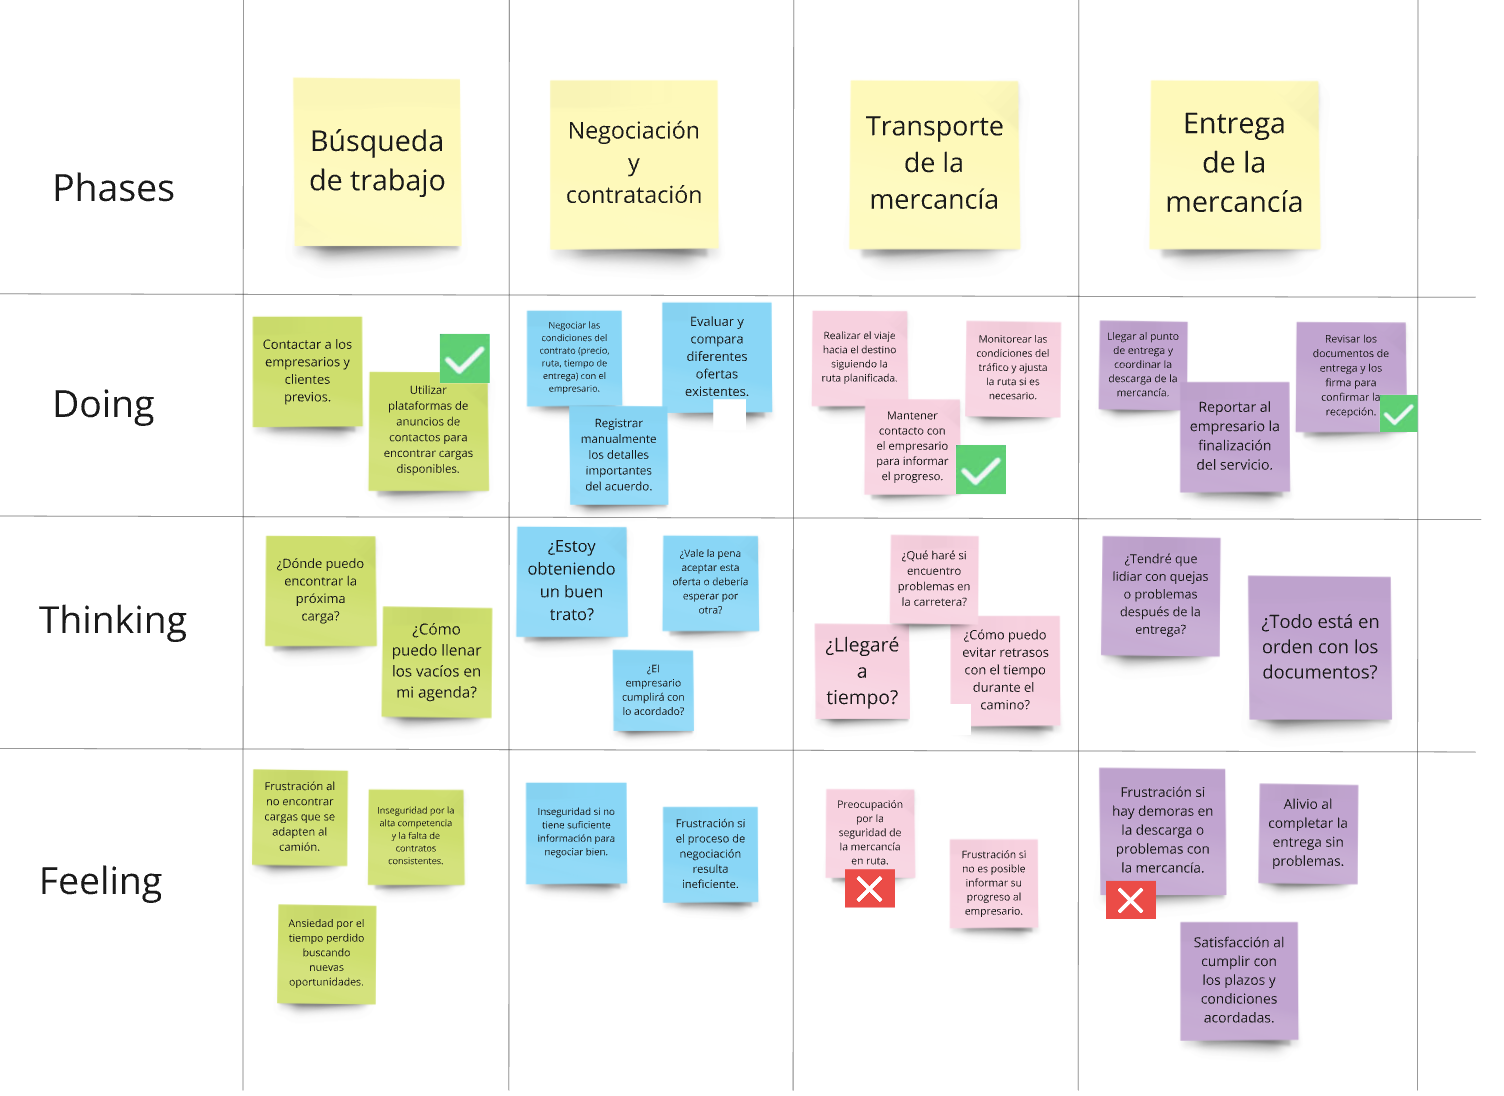 Phases
Búsqueda
de trabajo
Negociación
y
contratación
Transporte
de la
mercancía
Entrega
de la
mercancía
Doing
Contactar a los
empresarios y
clientes
previos.
Utilizar
plataformas de
anuncios de
contactos para
encontrar cargas
disponibles.
Negociar las
condiciones del
contrato (precio,
ruta, tiempo de
entrega) con el
empresario.
Evaluar y
compara
diferentes
ofertas
existentes.
Registrar
manualmente
los detalles
importantes
del acuerdo.
Realizar el viaje
hacia el destino
siguiendo la
ruta planificada.
Monitorear las
condiciones del
tráfico y ajusta
la ruta si es
necesario.
Mantener
contacto con
el empresario
para informar
el progreso.
Llegar al punto
de entrega y
coordinar la
descarga de la
mercancía.
Reportar al
empresario la
finalización
del servicio.
Revisar los
documentos de
entrega y los
firma para
confirmar la
recepción.
Thinking
¿Dónde puedo
encontrar la
próxima
carga?
¿Cómo
puedo llenar
los vacíos en
mi agenda?
¿Estoy
obteniendo
un buen
trato?
¿Vale la pena
aceptar esta
oferta o debería
esperar por
otra?
¿El
empresario
cumplirá con
lo acordado?
¿Qué haré si
encuentro
problemas en
la carretera?
¿Llegaré
a
tiempo?
¿Cómo puedo
evitar retrasos
con el tiempo
durante el
camino?
¿Tendré que
lidiar con quejas
o problemas
después de la
entrega?
¿Todo está en
orden con los
documentos?
Feeling
Frustración al
no encontrar
cargas que se
adapten al
camión.
Inseguridad por la
alta competencia
y la falta de
contratos
consistentes.
Ansiedad por el
tiempo perdido
buscando
nuevas
oportunidades.
Inseguridad si no
tiene suficiente
información para
negociar bien.
Frustración si
el proceso de
negociación
resulta
ineficiente.
Preocupación
por la
seguridad de
la mercancía
en ruta.
Frustración si
no es posible
informar su
progreso al
empresario.
Frustración si
hay demoras en
la descarga o
problemas con
la mercancía.
Alivio al
completar la
entrega sin
problemas.
Satisfacción al
cumplir con
los plazos y
condiciones
acordadas.